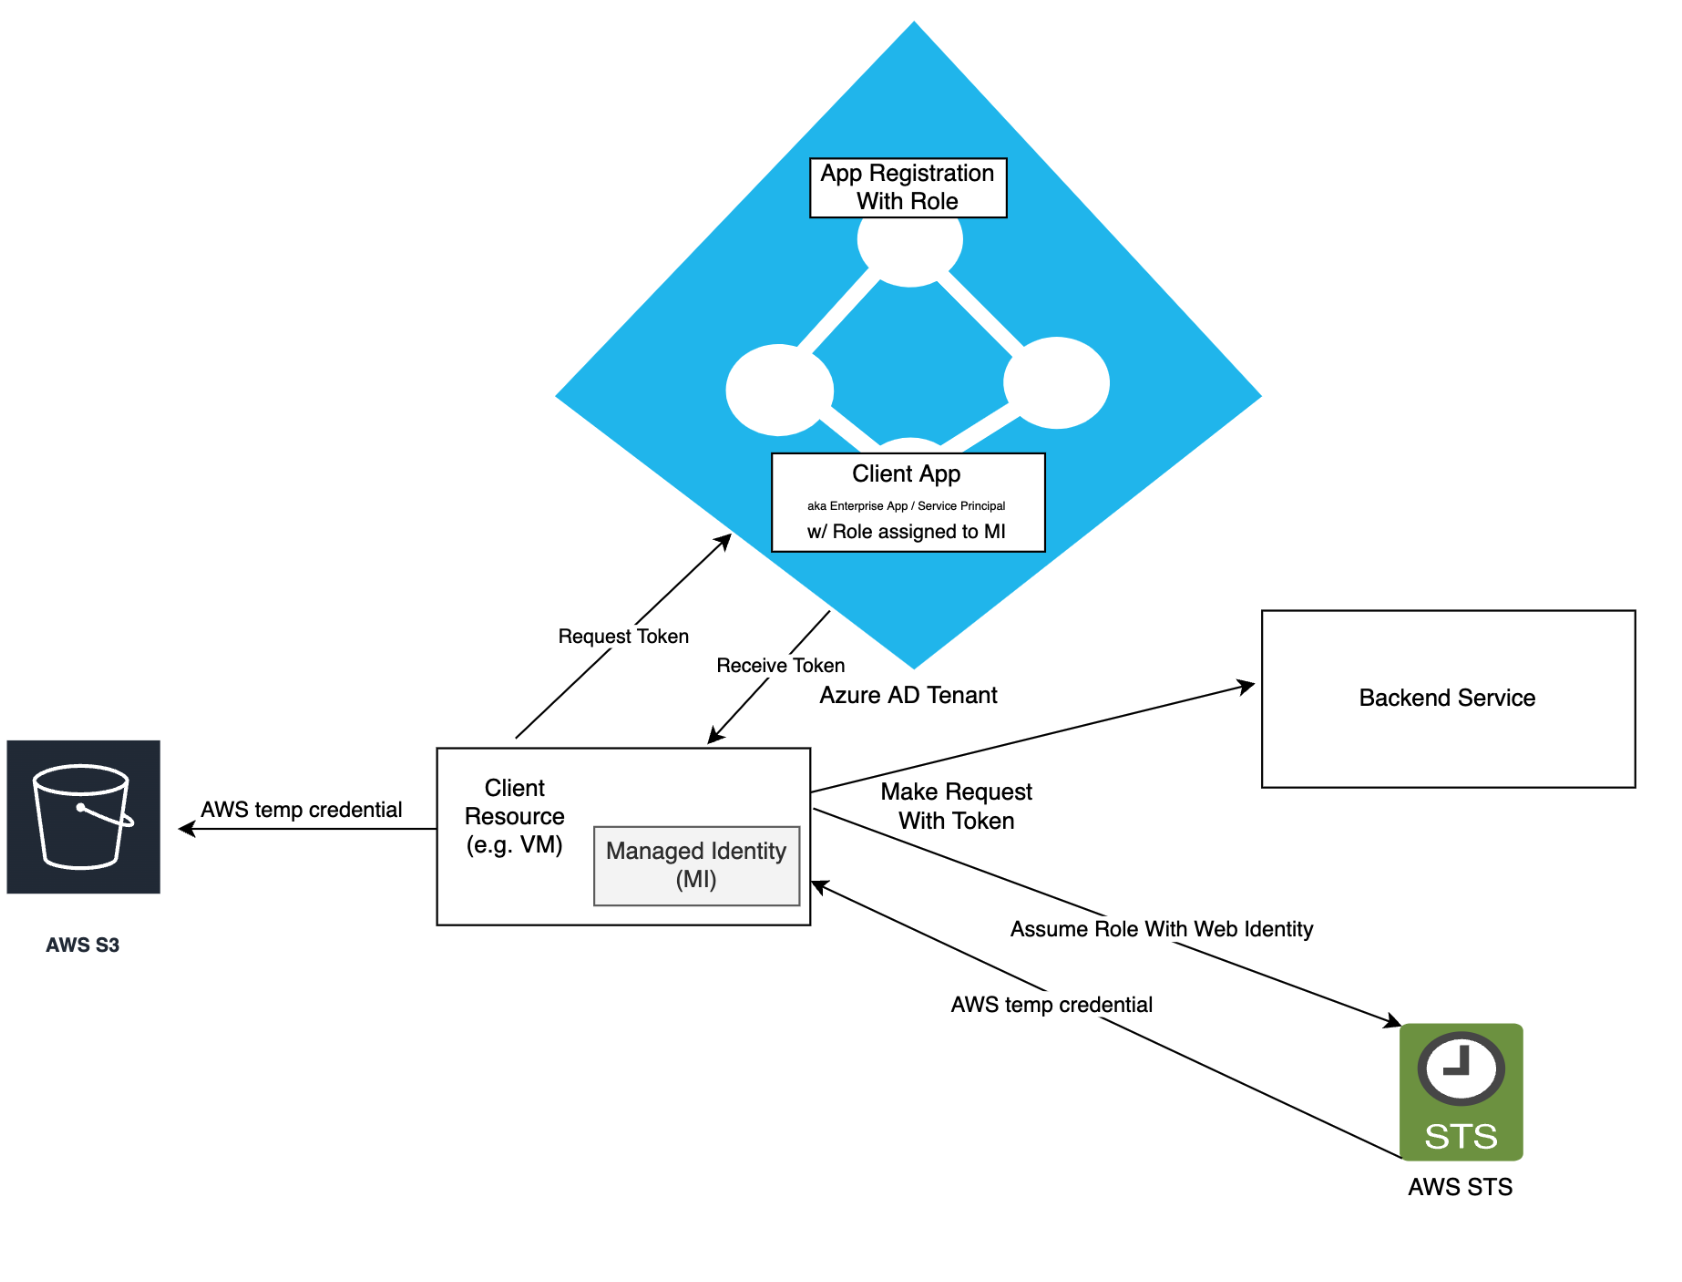 App Registration
With Role
Client App
aka Enterprise App / Service Principal
w/ Role assigned to MI
Request Token
Receive Token
Azure AD Tenant
Backend Service
Client
Resource
(e.g. VM)
Managed Identity
(MI)
AWS temp credential
AWS S3
Make Request
With Token
Assume Role With Web Identity
AWS temp credential
STS
AWS STS